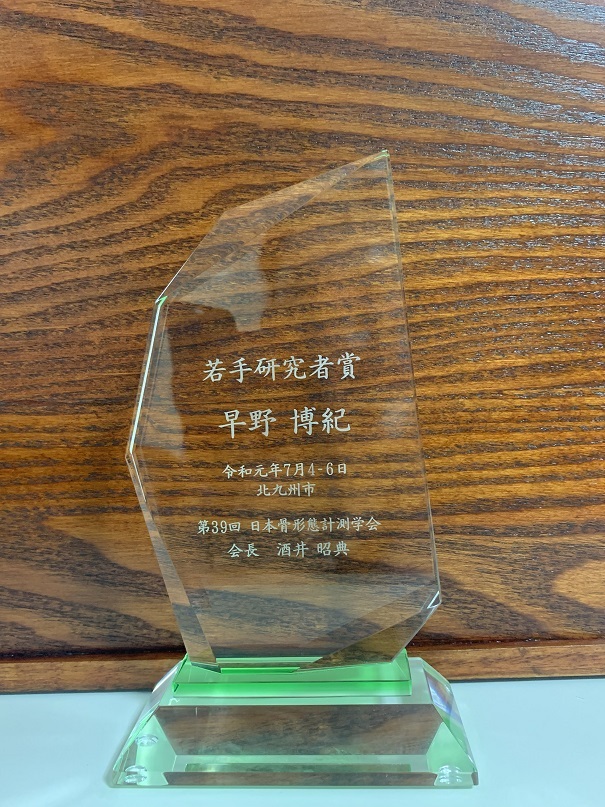 若手研究者賞
早野 博紀
令和元年7月4-6日
北九州市
第39回 日本骨形態計測学会
会長 酒井 昭典